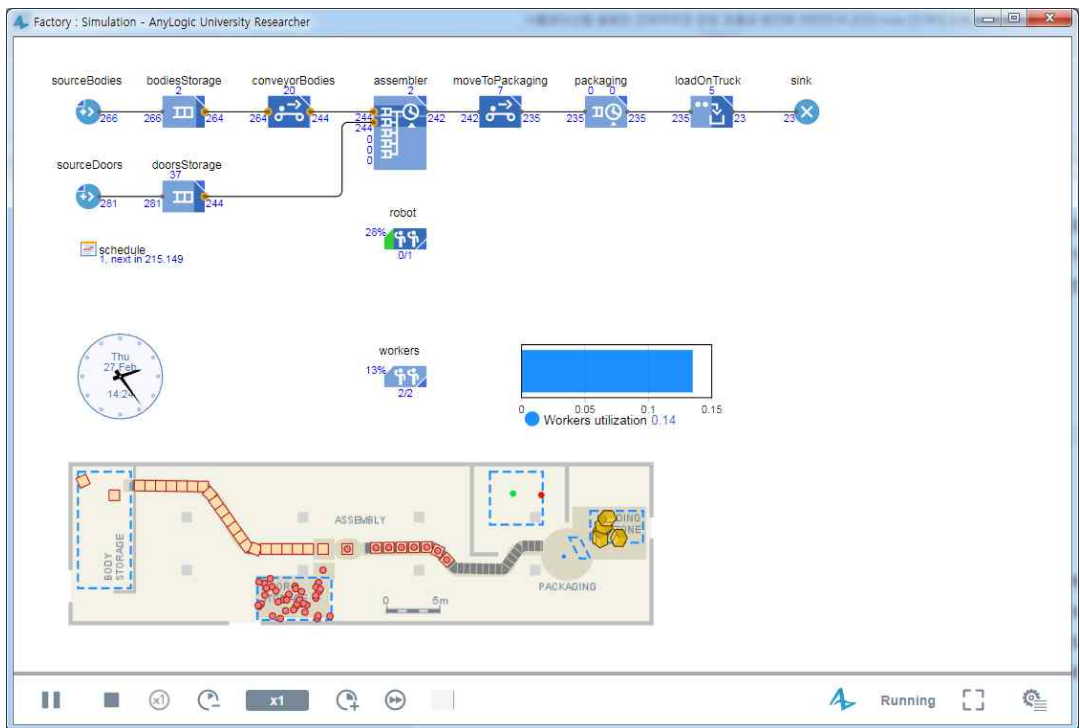 Factory : Simulation - AnyLogic University Researcher
sourceBodies bodiesStorage conveyorBodies assembler moveToPackaging packaging loadOnTruck sink
2 20 2 7 0 0 5
266 266 264 264 244 244 242 242 235 235 235 235 23 23
244
0
0
0
sourceDoors doorsStorage
37
281 281 244
robot
28%
0/1
schedule
1, next in 215.149
workers
13%
2/2
Thu
27 Feb
14:24
0 0.05 0.1 0.15
Workers utilization 0.14
ASSEMBLY
BODY
STORAGE
ZONE
PACKAGING
0 5m
x1 x1 Running